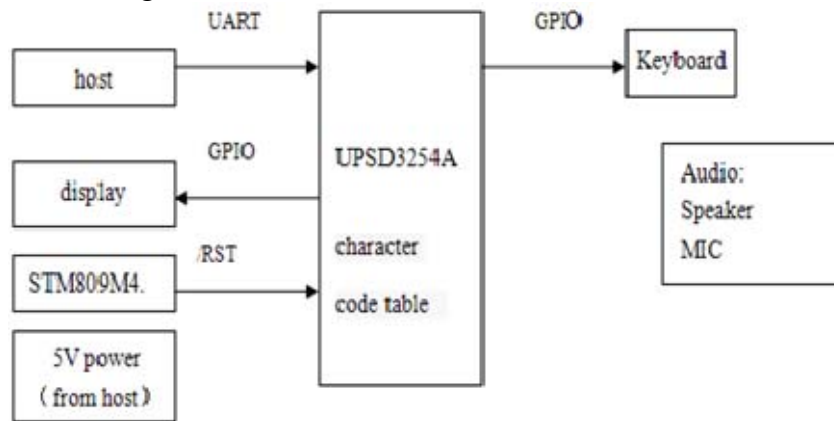 UART
GPIO
host
Keyboard
GPIO
UPSD3254A
display
Audio:
Speaker
MIC
/RST
character
STM809M4.
code table
5V power
( from host )